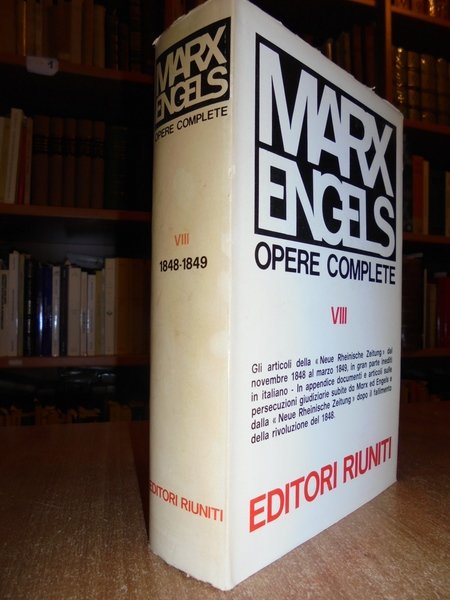 MARX
ENGELS
OPERE COMPLETE
VIII
1848-1849
EDITORI RIUNITI
MARX
ENGELS
OPERE COMPLETE
VIII
Gli articoli della « Neue Rheinische Zeitung » dal
novembre 1848 al marzo 1849, in gran parte inediti
in italiano - In appendice documenti e articoli sulle
persecuzioni giudiziarie subite da Marx ed Engels e
dalla « Neue Rheinische Zeitung » dopo il fallimento
della rivoluzione del 1848.
EDITORI RIUNITI
1